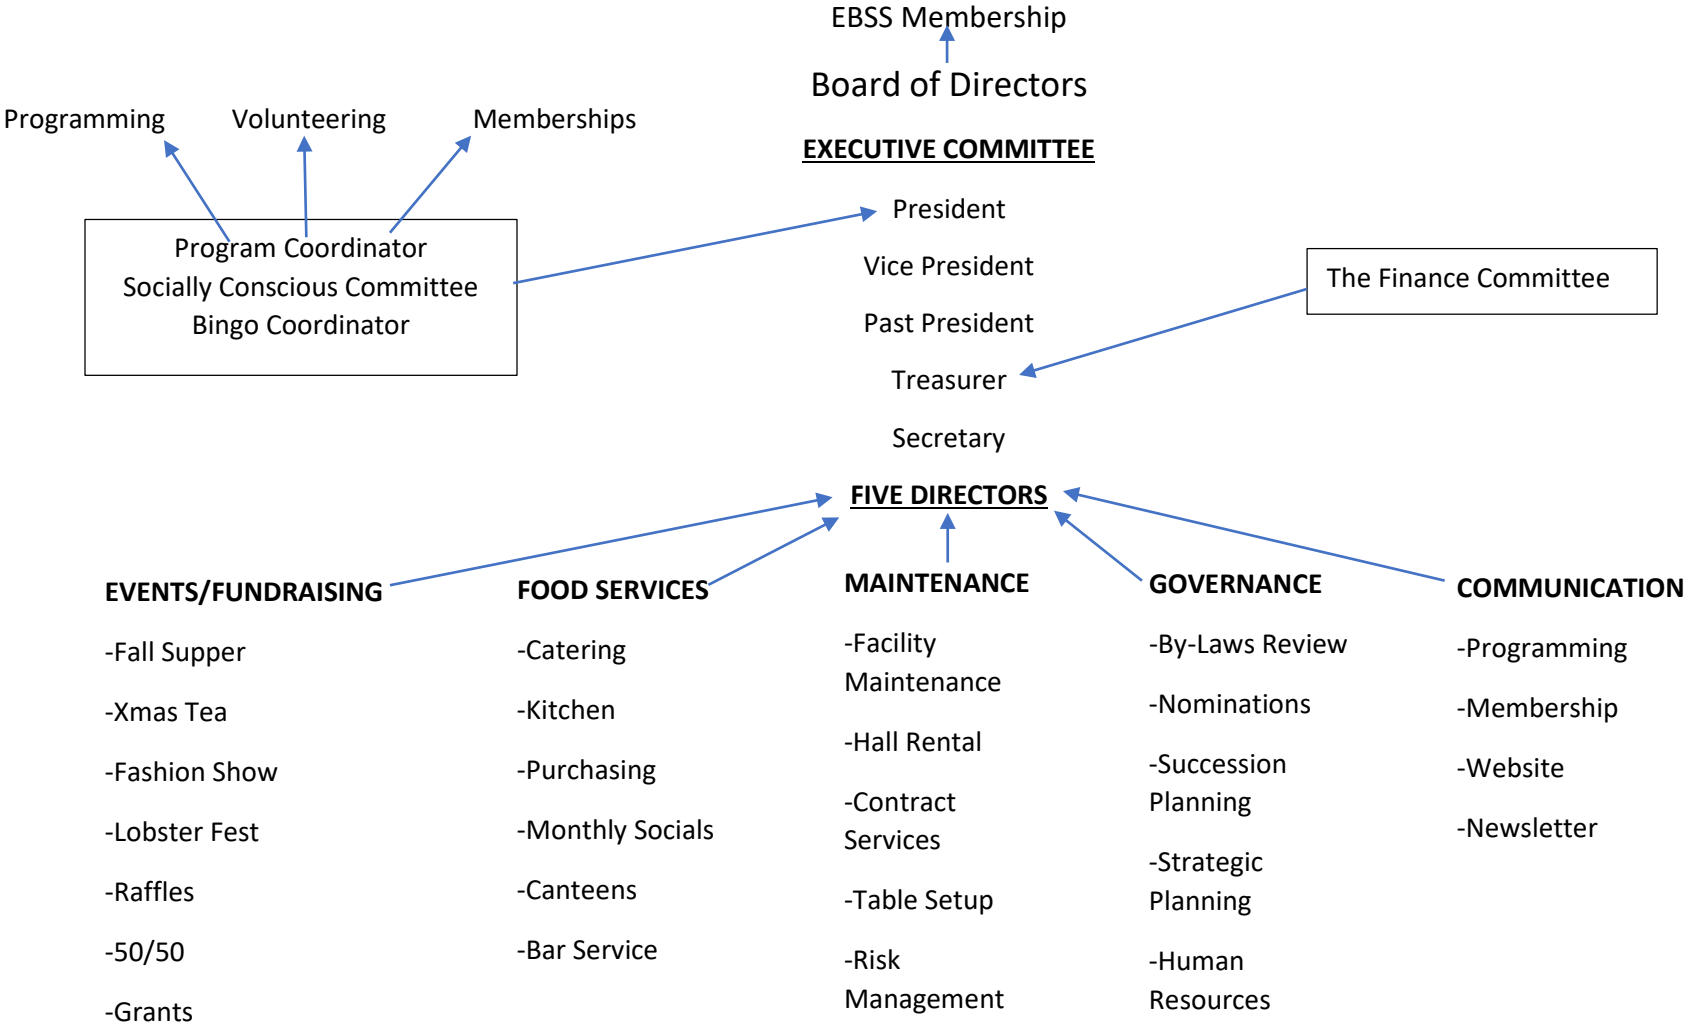 EBSS Membership
Board of Directors
Programming
Volunteering
Memberships
EXECUTIVE COMMITTEE
President
Vice President
Past President
Treasurer
Secretary
Program Coordinator
Socially Conscious Committee
Bingo Coordinator
The Finance Committee
FIVE DIRECTORS
EVENTS/FUNDRAISING
-Fall Supper
-Xmas Tea
-Fashion Show
-Lobster Fest
-Raffles
-50/50
-Grants
FOOD SERVICES
-Catering
-Kitchen
-Purchasing
-Monthly Socials
-Canteens
-Bar Service
MAINTENANCE
-Facility
Maintenance
-Hall Rental
-Contract
Services
-Table Setup
-Risk
Management
GOVERNANCE
-By-Laws Review
-Nominations
-Succession
Planning
-Strategic
Planning
-Human
Resources
COMMUNICATION
-Programming
-Membership
-Website
-Newsletter